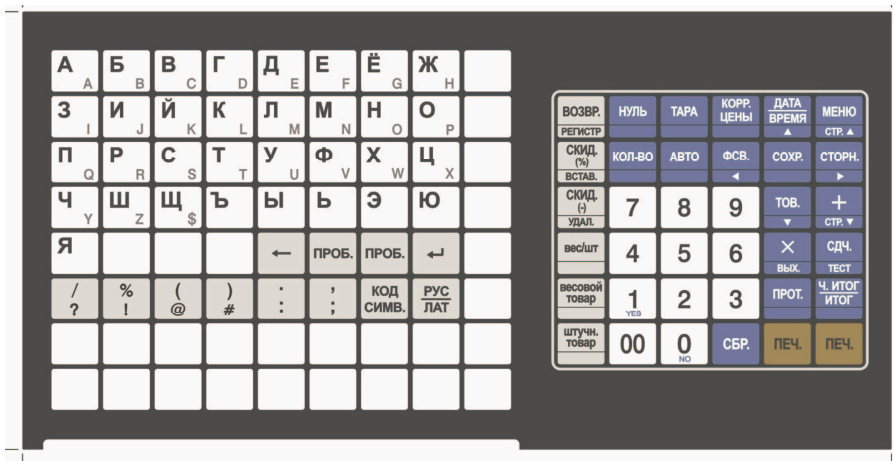 А A Б B В C Г D Д E Е F Ё G Ж H
З I И J Й K К L Л M М N Н O О P
П Q Р R С S Т T У U Ф V Х W Ц X
Ч Y Ш Z Щ $ Ъ Ы Ь Э Ю
Я ← ПРОБ. ПРОБ. ↵
/ ? % ! ( @ ) # . : , ; КОД СИМВ. РУС ЛАТ
ВОЗВР. НУЛЬ ТАРА КОРР. ЦЕНЫ ДАТА ВРЕМЯ МЕНЮ
РЕГИСТР ▲ СТР. ▲
СКИД. (%) КОЛ-ВО АВТО ФСВ. СОХР. СТОРН.
ВСТАВ. ◄ ►
СКИД. (-) 7 8 9 ТОВ. +
УДАЛ. ▼ СТР. ▼
вес/шт 4 5 6 × СДЧ.
ВЫХ. ТЕСТ
весовой товар 1 2 3 ПРОТ. Ч. ИТОГ ИТОГ
YES
штучн. товар 00 0 СБР. ПЕЧ. ПЕЧ.
NO